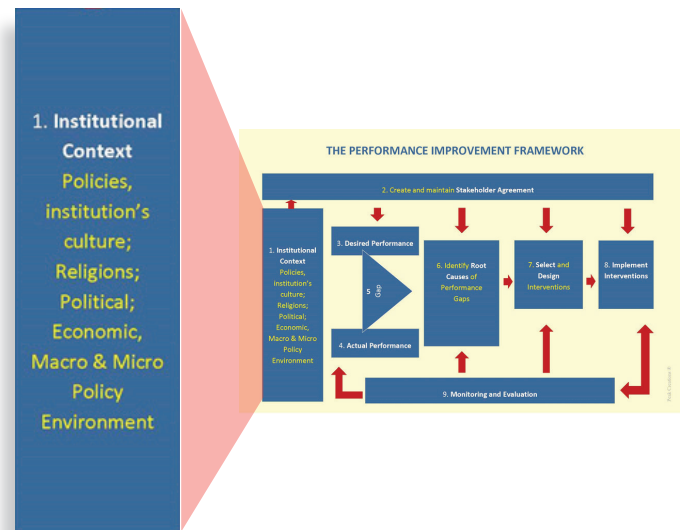 1. Institutional
Context
Policies,
institution's
culture;
Religions;
Political;
Economic,
Macro & Micro
Policy
Environment
THE PERFORMANCE IMPROVEMENT FRAMEWORK
2. Create and maintain Stakeholder Agreement
1. Institutional
Context
Policies,
institution's
culture;
Religions;
Political;
Economic,
Macro & Micro
Policy
Environment
3. Desired Performance
5
Gap
4. Actual Performance
6. Identify Root
Causes of
Performance
Gaps
7. Select and
Design
Interventions
8. Implement
Interventions
9. Monitoring and Evaluation